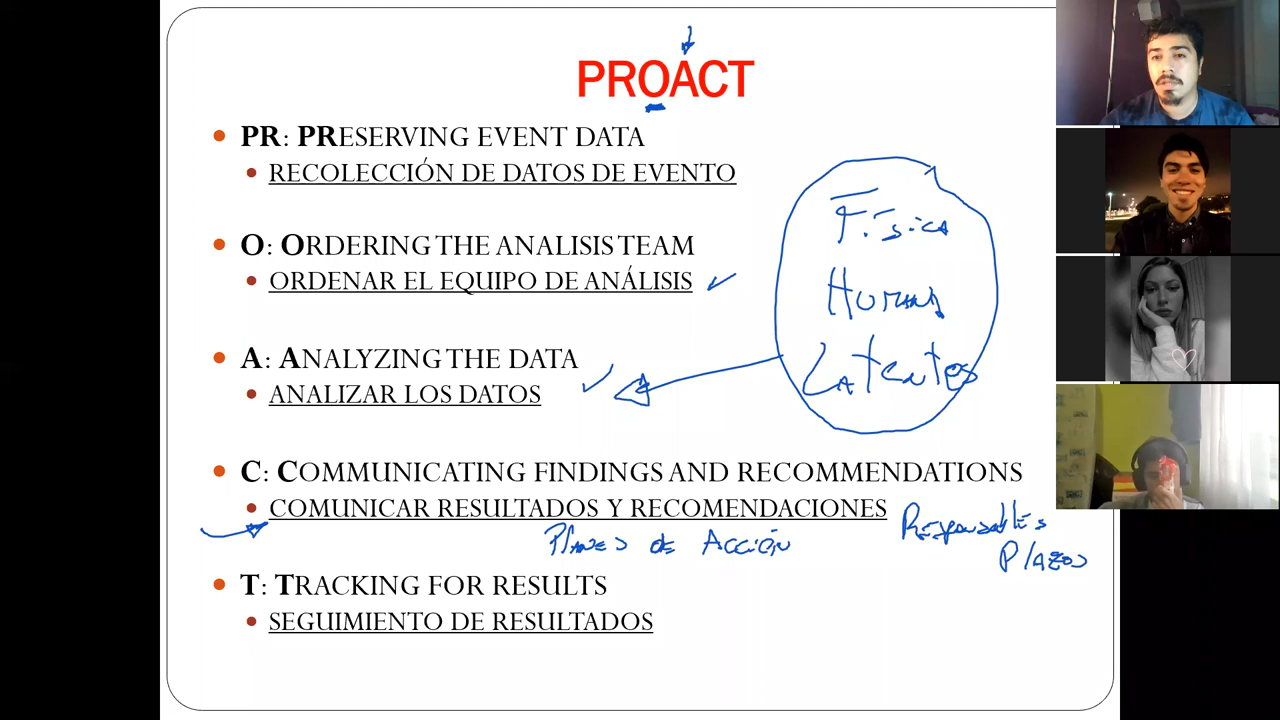 PROACT
PR: PRESERVING EVENT DATA
RECOLECCIÓN DE DATOS DE EVENTO
Física
O: ORDERING THE ANALISIS TEAM
ORDENAR EL EQUIPO DE ANÁLISIS
Humana
A: ANALYZING THE DATA
ANALIZAR LOS DATOS
Latentes
C: COMMUNICATING FINDINGS AND RECOMMENDATIONS
COMUNICAR RESULTADOS Y RECOMENDACIONES
Responsables
Planes de Acción
Plazos
T: TRACKING FOR RESULTS
SEGUIMIENTO DE RESULTADOS